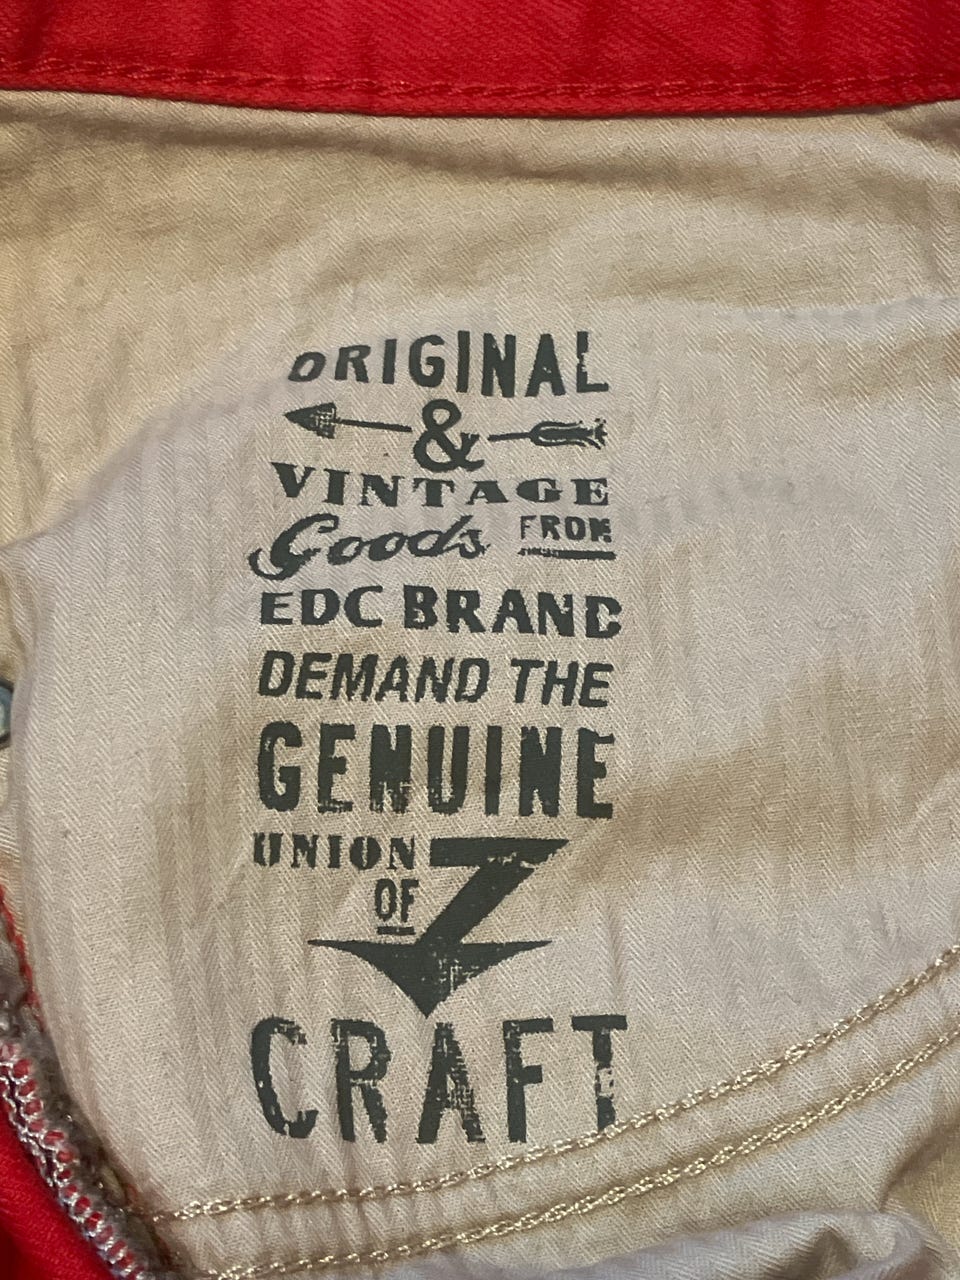 ORIGINAL
&
VINTAGE
Goods FROM
EDC BRAND
DEMAND THE
GENUINE
UNION
OF
CRAFT